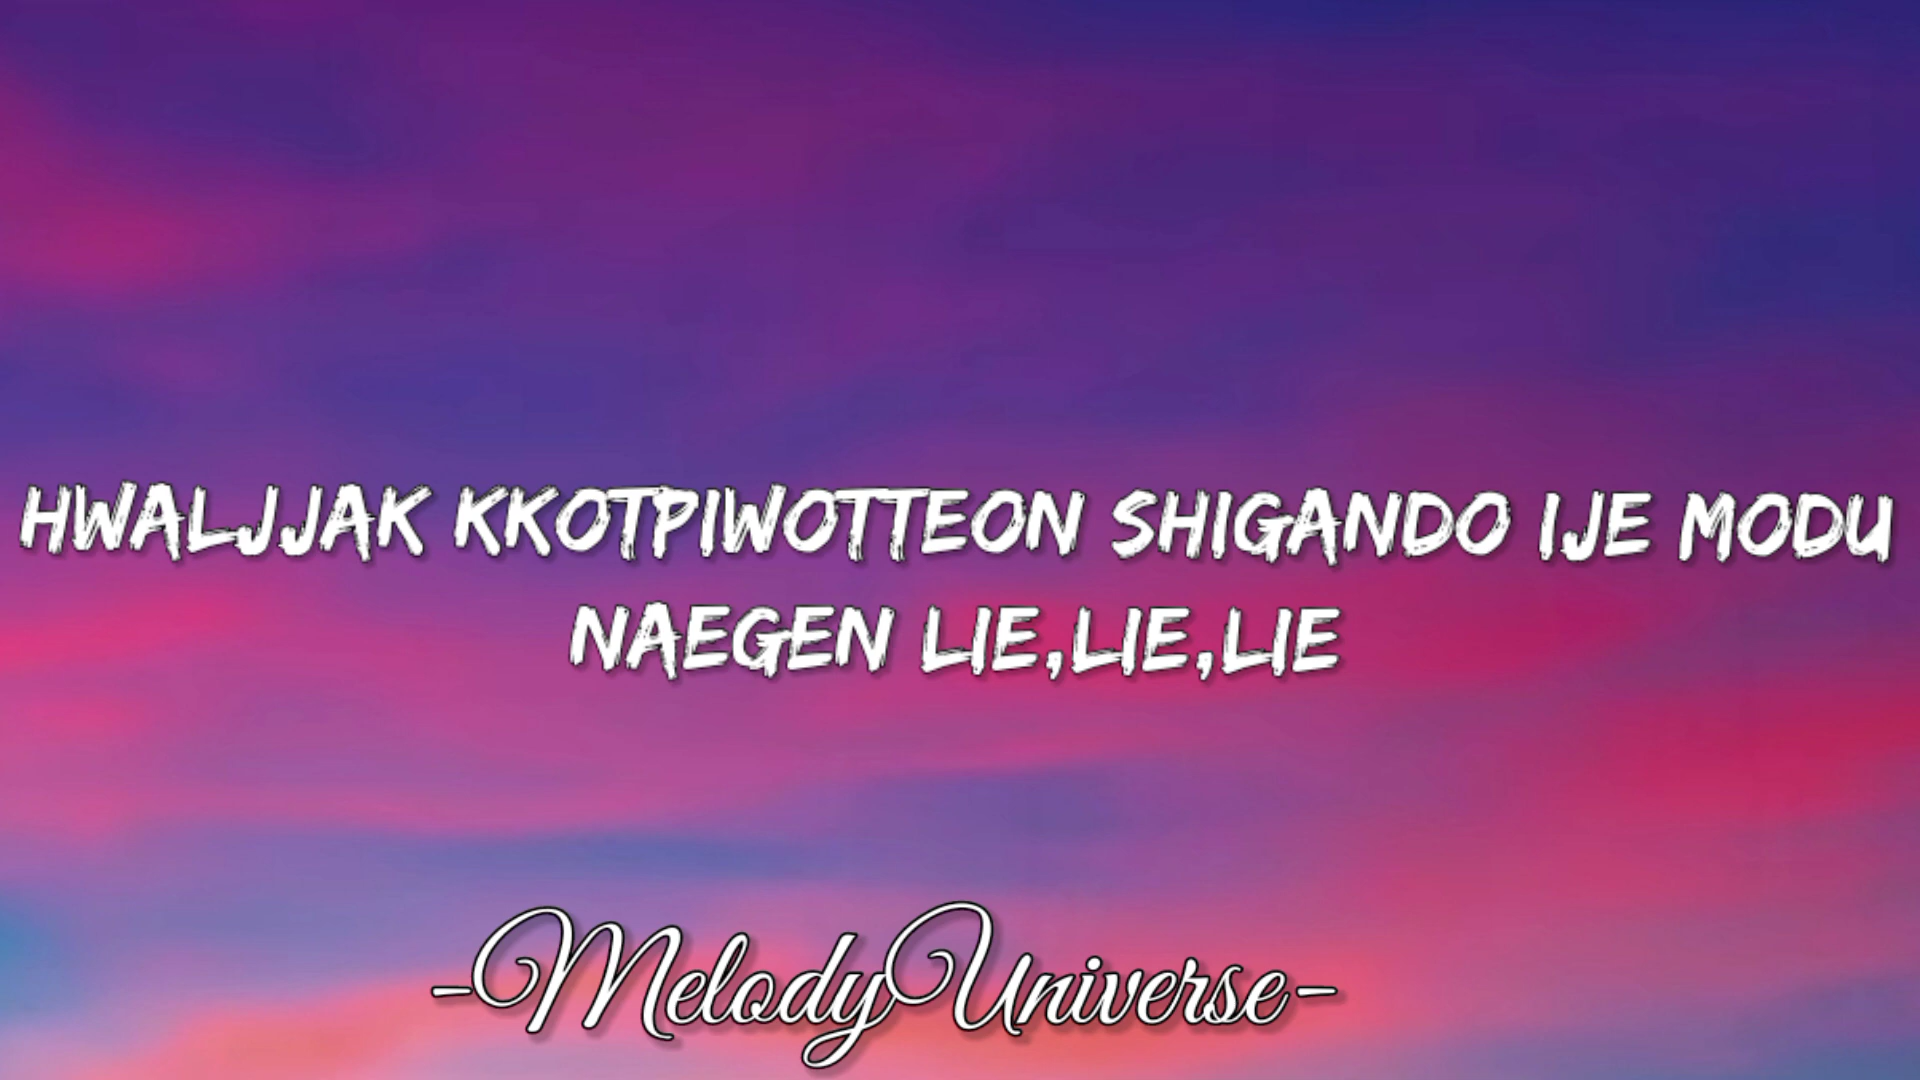 HWALJJAK KKOTPIWOTTEON SHIGANDO IJE MODU
NAEGEN LIE,LIE,LIE
-MelodyUniverse-